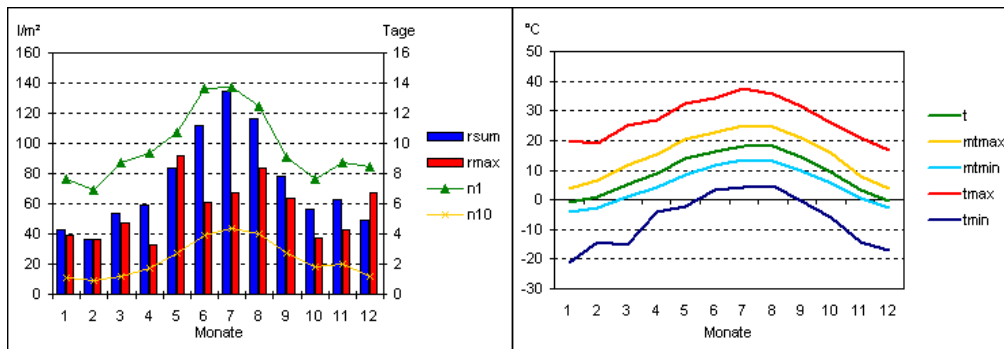 l/m² Tage
160 16
140 14
120 12
100 10
80 8
60 6
40 4
20 2
0 0
1 2 3 4 5 6 7 8 9 10 11 12
Monate
rsum
rmax
n1
n10
°C
50
40
30
20
10
0
-10
-20
-30
1 2 3 4 5 6 7 8 9 10 11 12
Monate
t
mtmax
mtmin
tmax
tmin